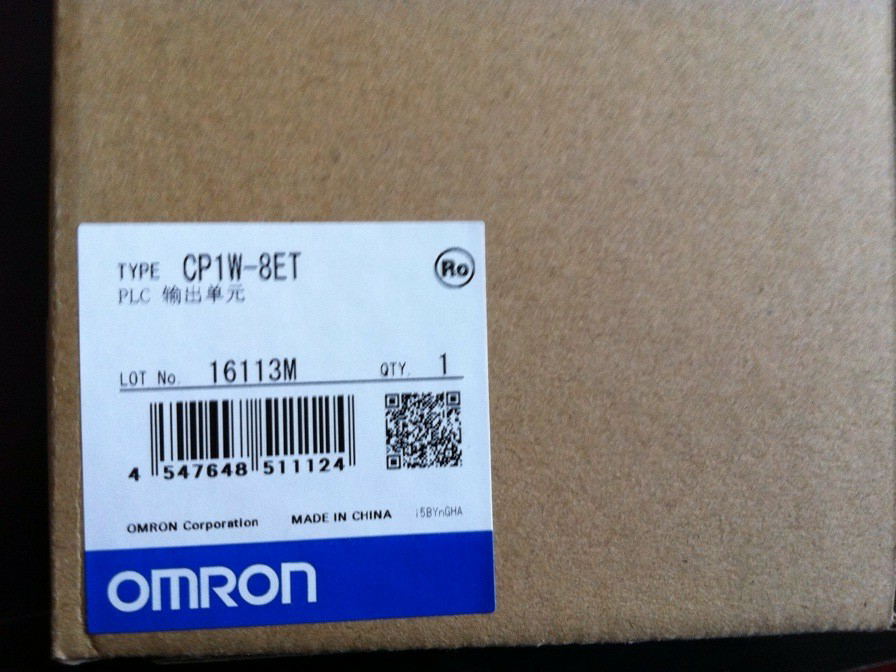 TYPE CP1W-8ET
Ro
PLC 输出单元
LOT No. 16113M QTY. 1
4 547648 511124
OMRON Corporation MADE IN CHINA i5BYnGHA
OMRON